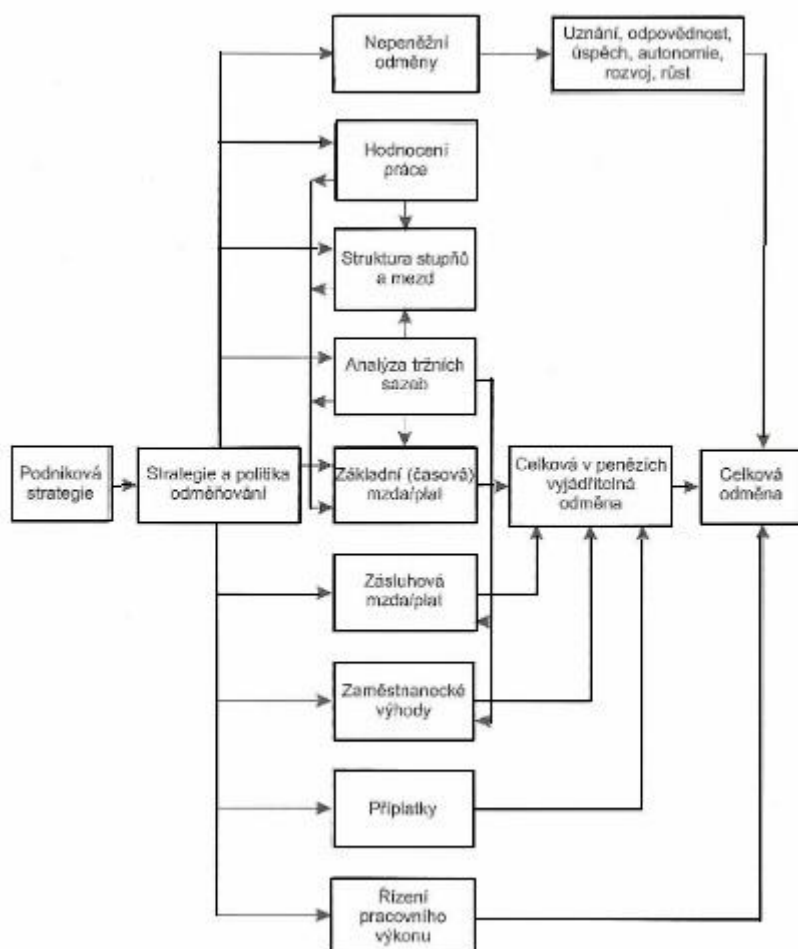 Nepeněžní
odměny
Uznání, odpovědnost,
úspěch, autonomie,
rozvoj, růst
Hodnocení
práce
Struktura stupňů
a mezd
Analýza tržních
sazeb
Podniková
strategie
Strategie a politika
odměňování
Základní (časová)
mzda/plat
Celková v penězích
vyjádřitelná
odměna
Celková
odměna
Zásluhová
mzda/plat
Zaměstnanecké
výhody
Příplatky
Řízení
pracovního
výkonu